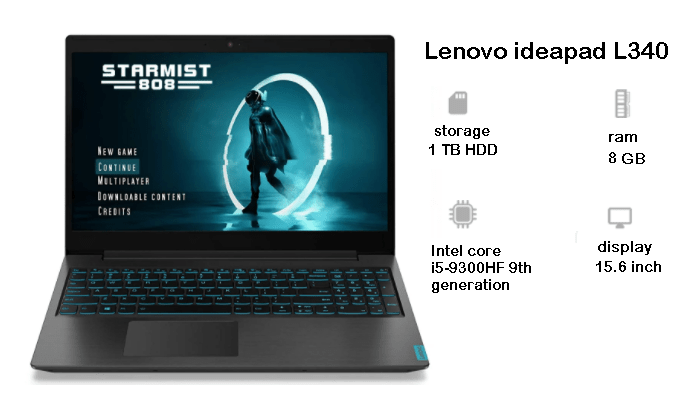 Lenovo ideapad L340
STARMIST
808
NEW GAME
CONTINUE
MULTIPLAYER
DOWNLOADABLE CONTENT
CREDITS
storage
1 TB HDD
ram
8 GB
Intel core
i5-9300HF 9th
generation
display
15.6 inch